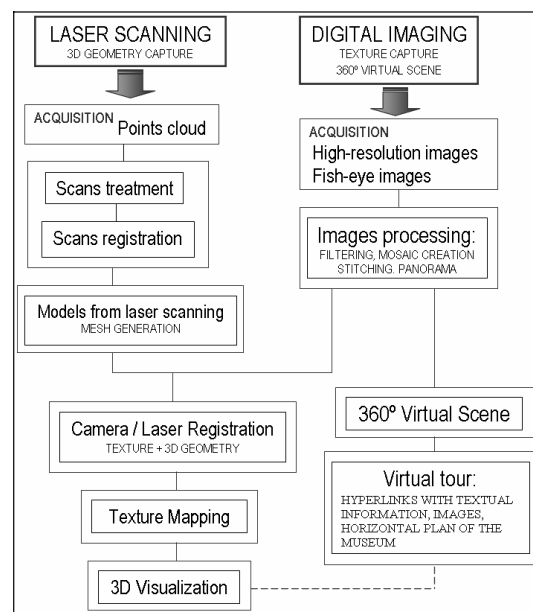 LASER SCANNING
3D GEOMETRY CAPTURE
ACQUISITION Points cloud
Scans treatment
Scans registration
Models from laser scanning
MESH GENERATION
DIGITAL IMAGING
TEXTURE CAPTURE
360º VIRTUAL SCENE
ACQUISITION
High-resolution images
Fish-eye images
Images processing:
FILTERING, MOSAIC CREATION
STITCHING. PANORAMA
Camera / Laser Registration
TEXTURE + 3D GEOMETRY
Texture Mapping
3D Visualization
360º Virtual Scene
Virtual tour:
HYPERLINKS WITH TEXTUAL
INFORMATION, IMAGES,
HORIZONTAL PLAN OF THE
MUSEUM